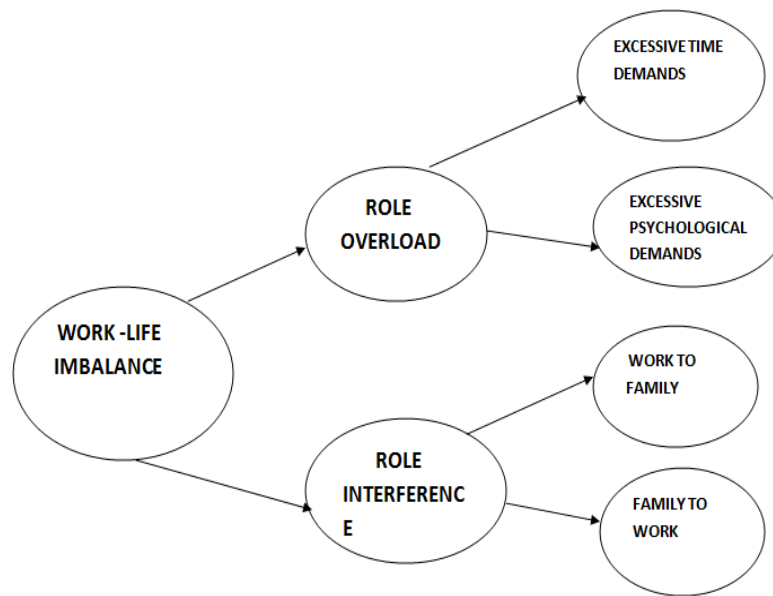 EXCESSIVE TIME
DEMANDS
ROLE
OVERLOAD
EXCESSIVE
PSYCHOLOGICAL
DEMANDS
WORK -LIFE
IMBALANCE
WORK TO
FAMILY
ROLE
INTERFERENC
E
FAMILY TO
WORK